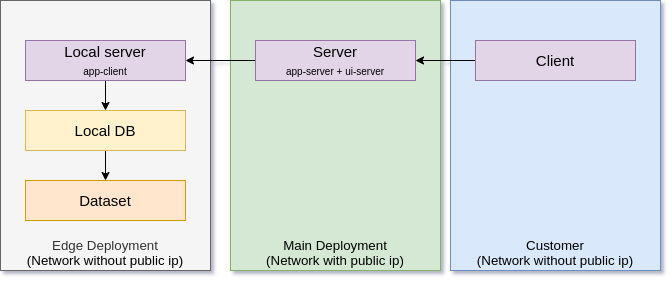 Local server
app-client
Local DB
Dataset
Edge Deployment
(Network without public ip)
Server
app-server + ui-server
Main Deployment
(Network with public ip)
Client
Customer
(Network without public ip)